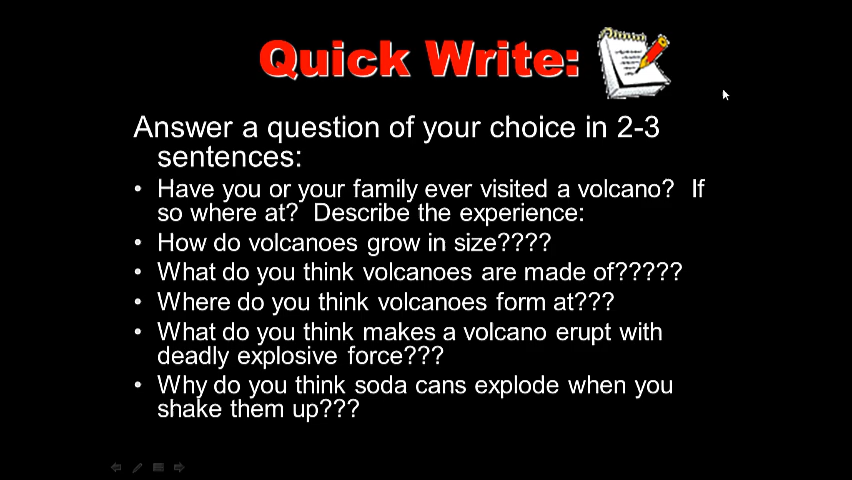 Quick Write:
Answer a question of your choice in 2-3
sentences:
• Have you or your family ever visited a volcano?  If
so where at?  Describe the experience:
• How do volcanoes grow in size????
• What do you think volcanoes are made of?????
• Where do you think volcanoes form at???
• What do you think makes a volcano erupt with
deadly explosive force???
• Why do you think soda cans explode when you
shake them up???